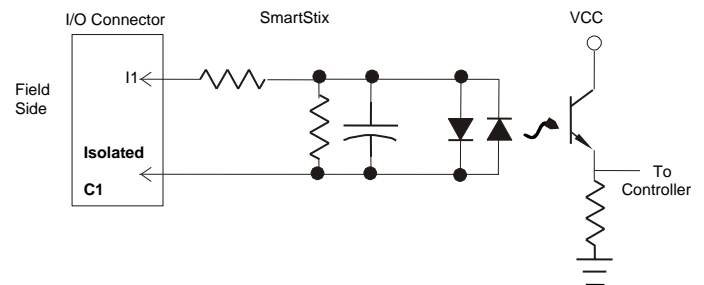 I/O Connector
SmartStix
VCC
I1
Field
Side
Isolated
C1
To
Controller